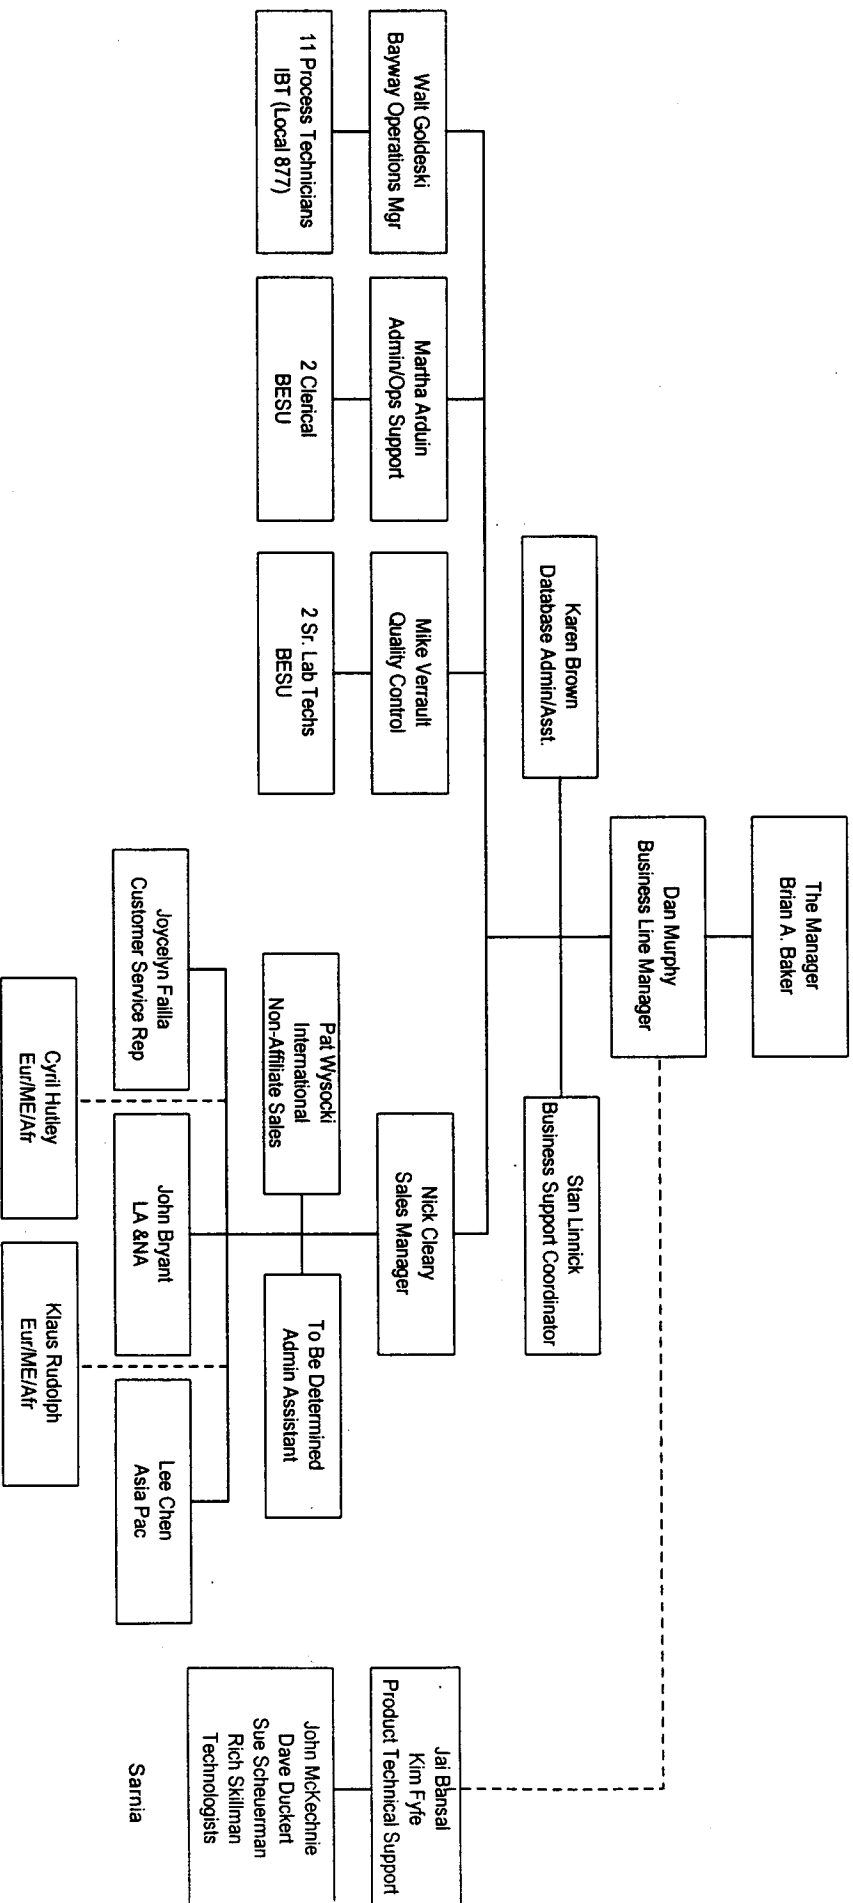 The Manager
Brian A. Baker
Dan Murphy
Business Line Manager
Karen Brown
Database Admin/Asst.
Stan Linnick
Business Support Coordinator
Walt Goldeski
Bayway Operations Mgr
Martha Arduin
Admin/Ops Support
Mike Verrault
Quality Control
Nick Cleary
Sales Manager
Jai Bansal
Kim Fyfe
Product Technical Support
11 Process Technicians
IBT (Local 877)
2 Clerical
BESU
2 Sr. Lab Techs
BESU
Pat Wysocki
International
Non-Affiliate Sales
To Be Determined
Admin Assistant
John McKechnie
Dave Duckert
Sue Scheuerman
Rich Skillman
Technologists
Joycelyn Failla
Customer Service Rep
John Bryant
LA &NA
Lee Chen
Asia Pac
Sarnia
Cyril Hutley
Eur/ME/Afr
Klaus Rudolph
Eur/ME/Afr